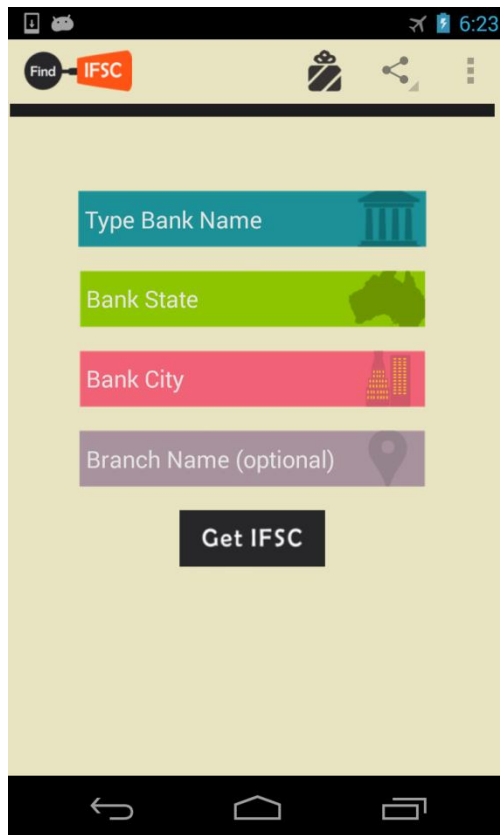 6:23
Find IFSC
Type Bank Name
Bank State
Bank City
Branch Name (optional)
Get IFSC